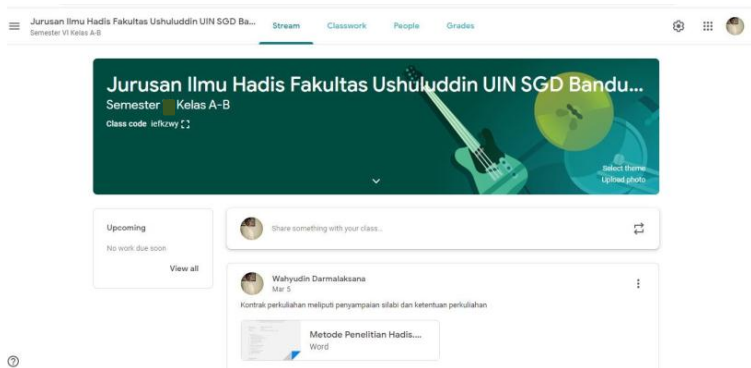 Jurusan Ilmu Hadis Fakultas Ushuluddin UIN SGD Ba...
Semester VI Kelas A-B
Stream Classwork People Grades
Jurusan Ilmu Hadis Fakultas Ushuluddin UIN SGD Bandu...
Semester Kelas A-B
Class code iefkzwy
Select theme
Upload photo
Upcoming
No work due soon
View all
Share something with your class...
Wahyudin Darmalaksana
Mar 5
Kontrak perkuliahan meliputi penyampaian silabi dan ketentuan perkuliahan
Metode Penelitian Hadis....
Word